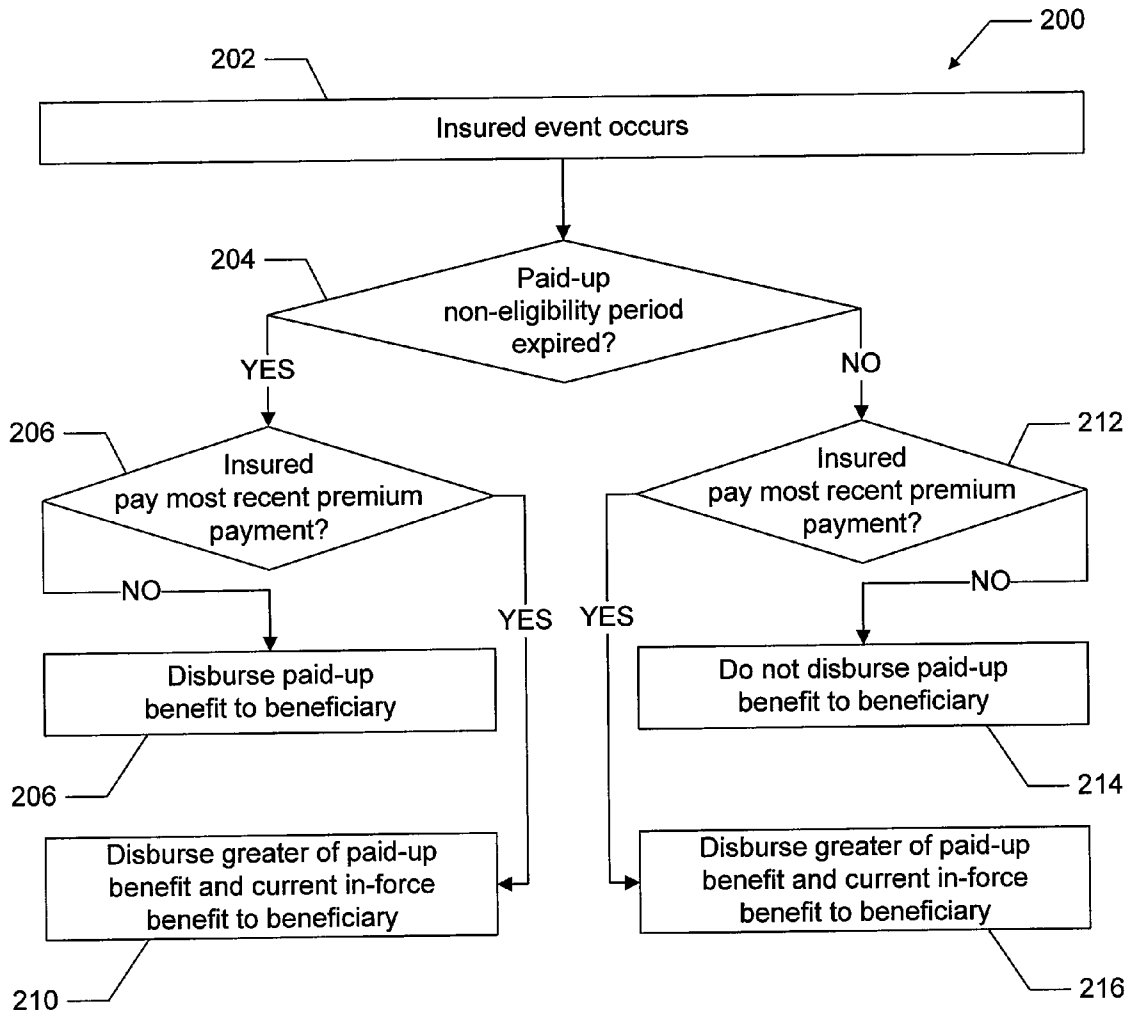 200
202
Insured event occurs
204
Paid-up
non-eligibility period
expired?
YES
NO
206
Insured
pay most recent premium
payment?
212
Insured
pay most recent premium
payment?
NO
YES
YES
NO
Disburse paid-up
benefit to beneficiary
206
Do not disburse paid-up
benefit to beneficiary
214
Disburse greater of paid-up
benefit and current in-force
benefit to beneficiary
210
Disburse greater of paid-up
benefit and current in-force
benefit to beneficiary
216